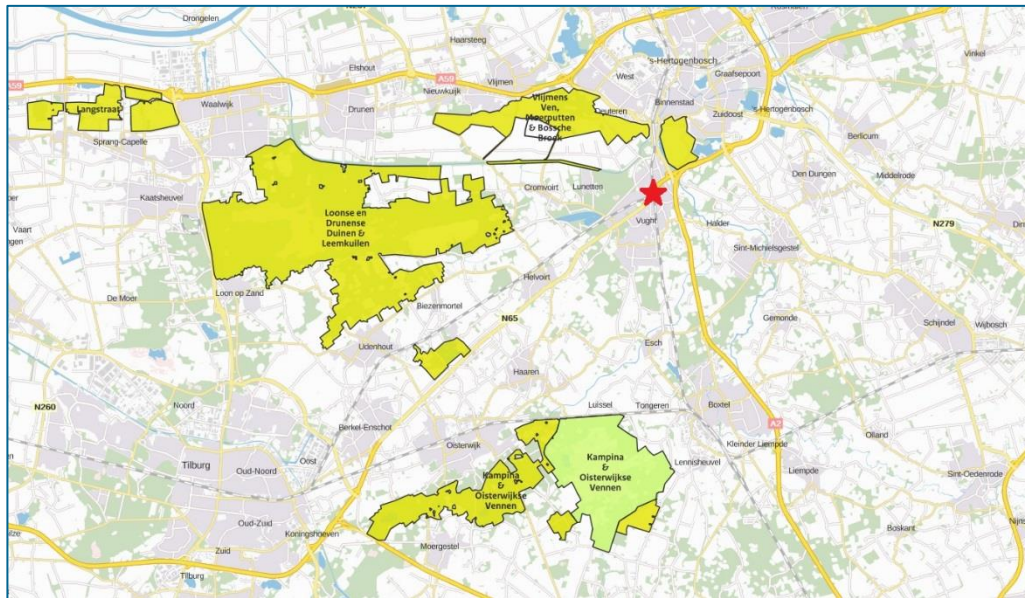 Drongelen
Haarsteeg
Vinkel
Elshout
A59
Vlijmen
West
's-Hertogenbosch
Graafsepoort
A59
Nieuwkuijk
Binnenstad
's-Hertogenbosch
Langstraat
Waalwijk
Drunen
Vlijmens
Ven,
Moerputten
& Bossche
Broek
Zuidoost
Berlicum
Sprang-Capelle
Kaatsheuvel
Cromvoirt
Lunetten
Den Dungen
Middelrode
Loonse en
Drunense
Duinen &
Leemkuilen
Vught
Halder
N279
Sint-Michielsgestel
Helvoirt
De Moer
Loon op Zand
Biezenmortel
N65
Gemonde
Schijndel
Wijbosch
Udenhout
Esch
Haaren
N260
Noord
Luissel
Tongeren
Boxtel
A2
Berkel-Enschot
Oisterwijk
Kleinder Liempde
Olland
Tilburg
Oud-Noord
Oost
Kampina
&
Oisterwijkse
Vennen
Lennisheuvel
Liempde
Sint-Oedenrode
Kampina
&
Oisterwijkse
Vennen
Oud-Zuid
Koningshoeven
Moergestel
Boskant
Zuid
Tilburg